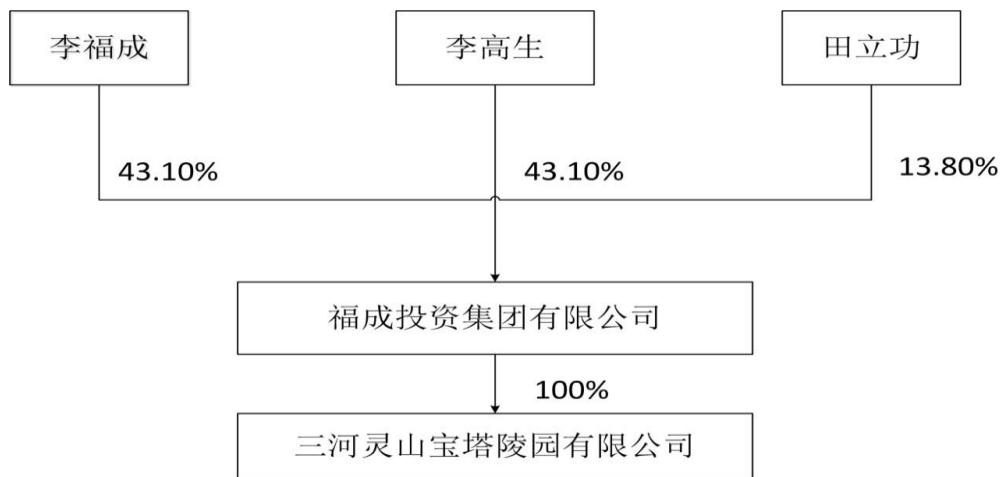 李福成
李高生
田立功
43.10%
43.10%
13.80%
福成投资集团有限公司
100%
三河灵山宝塔陵园有限公司